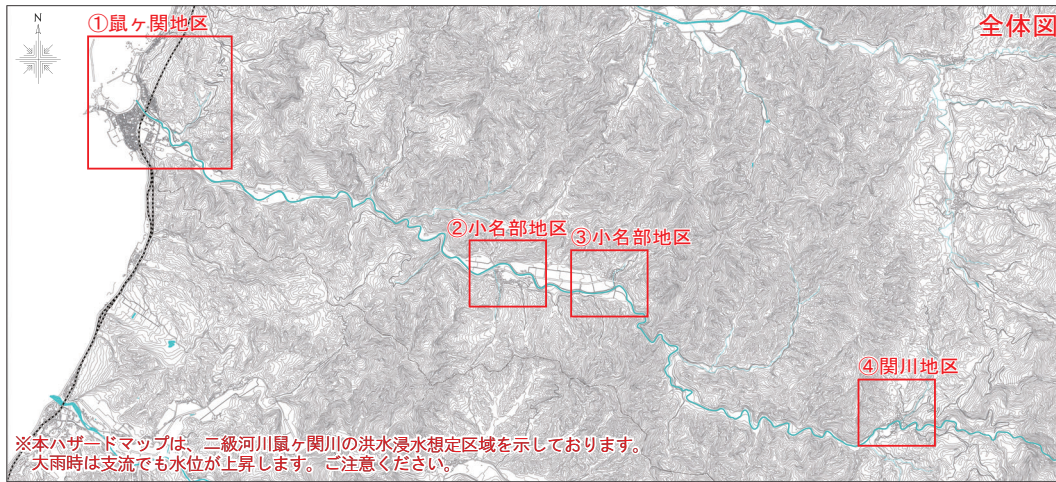 全体図
N
①鼠ヶ関地区
②小名部地区
③小名部地区
④関川地区
※本ハザードマップは、二級河川鼠ヶ関川の洪水浸水想定区域を示しております。
大雨時は支流でも水位が上昇します。ご注意ください。